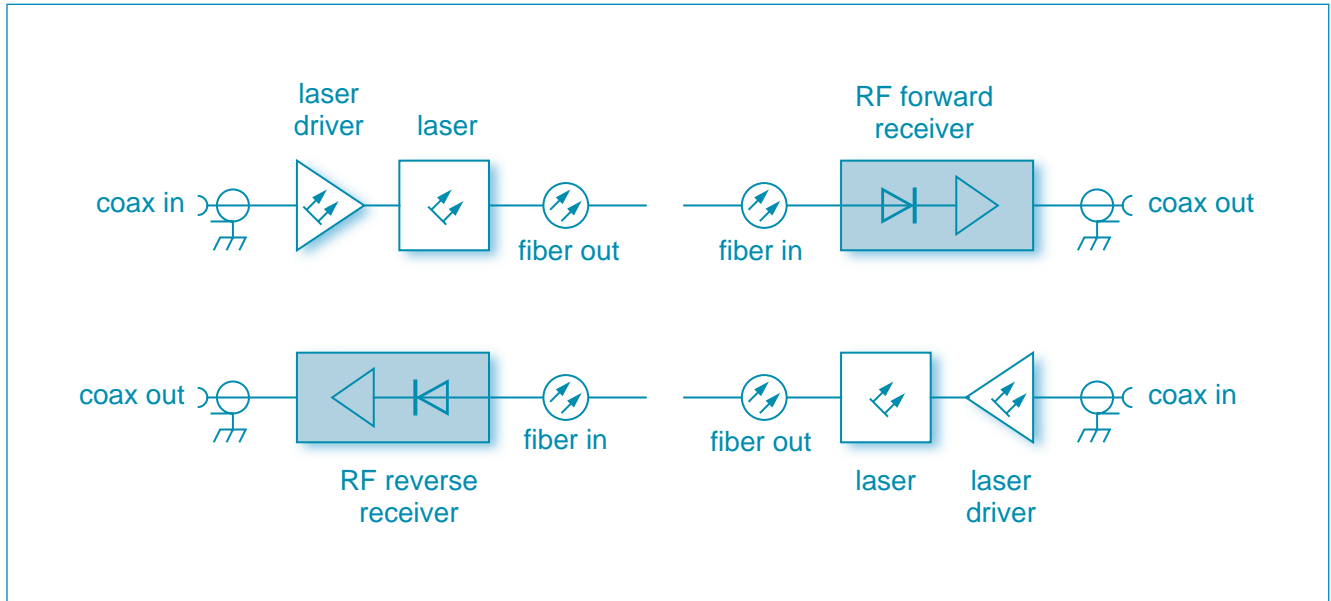 laser
driver
laser
RF forward
receiver
coax in
coax out
fiber out
fiber in
coax out
coax in
fiber in
fiber out
RF reverse
receiver
laser
laser
driver